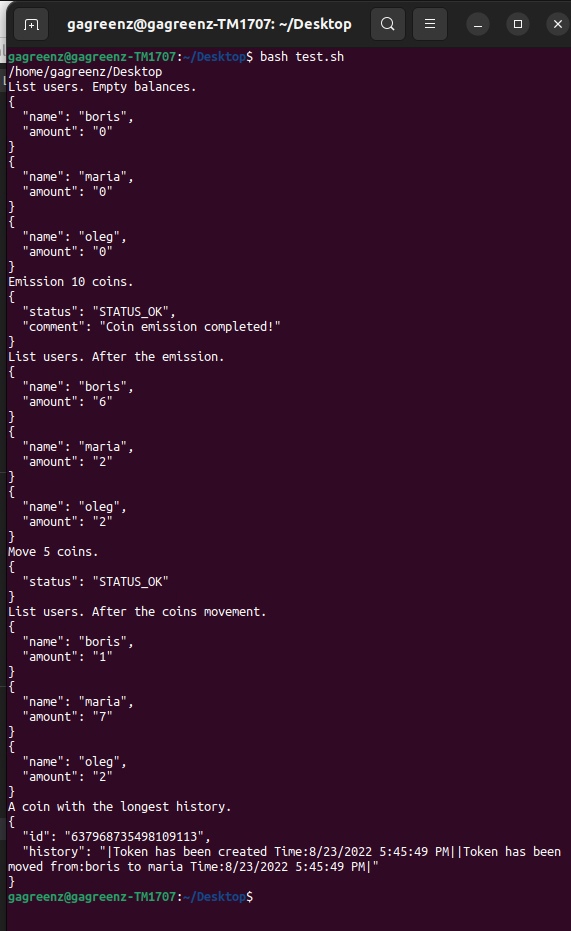 gagreenz@gagreenz-TM1707: ~/Desktop
gagreenz@gagreenz-TM1707:~/Desktop$ bash test.sh
/home/gagreenz/Desktop
List users. Empty balances.
{
  "name": "boris",
  "amount": "0"
}
{
  "name": "maria",
  "amount": "0"
}
{
  "name": "oleg",
  "amount": "0"
}
Emission 10 coins.
{
  "status": "STATUS_OK",
  "comment": "Coin emission completed!"
}
List users. After the emission.
{
  "name": "boris",
  "amount": "6"
}
{
  "name": "maria",
  "amount": "2"
}
{
  "name": "oleg",
  "amount": "2"
}
Move 5 coins.
{
  "status": "STATUS_OK"
}
List users. After the coins movement.
{
  "name": "boris",
  "amount": "1"
}
{
  "name": "maria",
  "amount": "7"
}
{
  "name": "oleg",
  "amount": "2"
}
A coin with the longest history.
{
  "id": "637968735498109113",
  "history": "|Token has been created Time:8/23/2022 5:45:49 PM||Token has been
moved from:boris to maria Time:8/23/2022 5:45:49 PM|"
}
gagreenz@gagreenz-TM1707:~/Desktop$